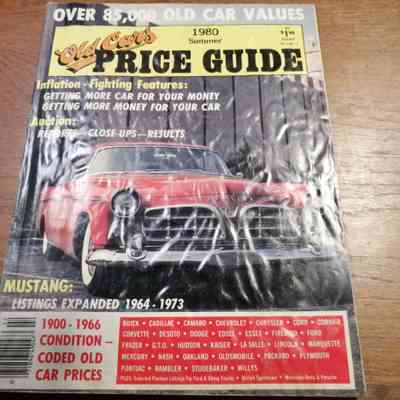 OVER 85,000 OLD CAR VALUES
Old Cars
1980
Summer
PRICE GUIDE
Inflation - Fighting Features:
GETTING MORE CAR FOR YOUR MONEY
GETTING MORE MONEY FOR YOUR CAR
Auction:
REPORTS — CLOSE-UPS — RESULTS
MUSTANG:
LISTINGS EXPANDED 1964 - 1973
1900 - 1966
CONDITION —
CODED OLD
CAR PRICES
BUICK • CADILLAC • CAMARO • CHEVROLET • CHRYSLER • CORD • CORVAIR
CORVETTE • DESOTO • DODGE • EDSEL • ESSEX • FIREBIRD • FORD
FRAZER • G.T.O. • HUDSON • KAISER • LA SALLE • LINCOLN • MARQUETTE
MERCURY • NASH • OAKLAND • OLDSMOBILE • PACKARD • PLYMOUTH
PONTIAC • RAMBLER • STUDEBAKER • WILLYS